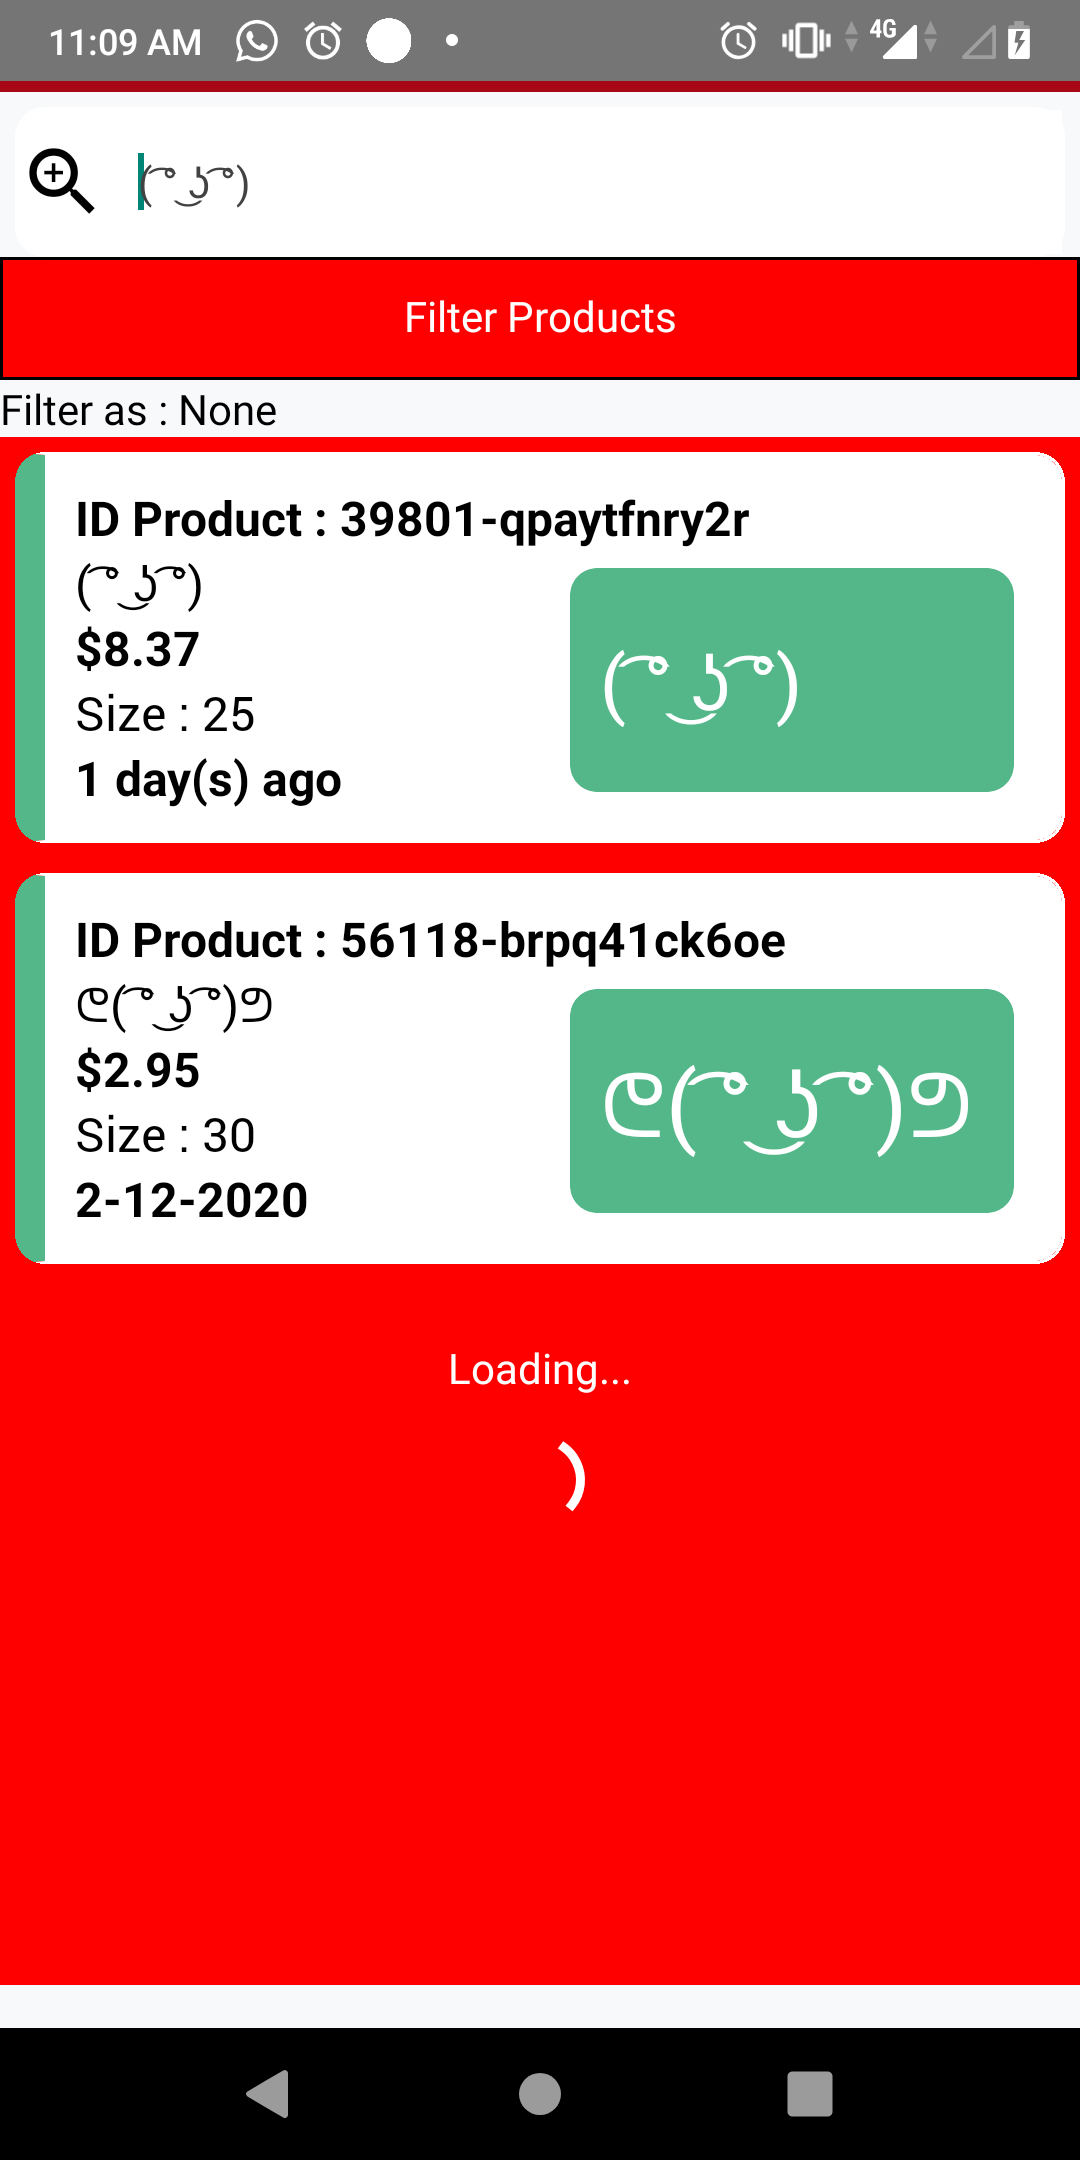 11:09 AM
4G
( ͡° ͜ʖ ͡°)
Filter Products
Filter as : None
ID Product : 39801-qpaytfnry2r
( ͡° ͜ʖ ͡°)
$8.37
Size : 25
1 day(s) ago
( ͡° ͜ʖ ͡°)
ID Product : 56118-brpq41ck6oe
ᕦ( ͡° ͜ʖ ͡°)ᕤ
$2.95
Size : 30
2-12-2020
ᕦ( ͡° ͜ʖ ͡°)ᕤ
Loading...